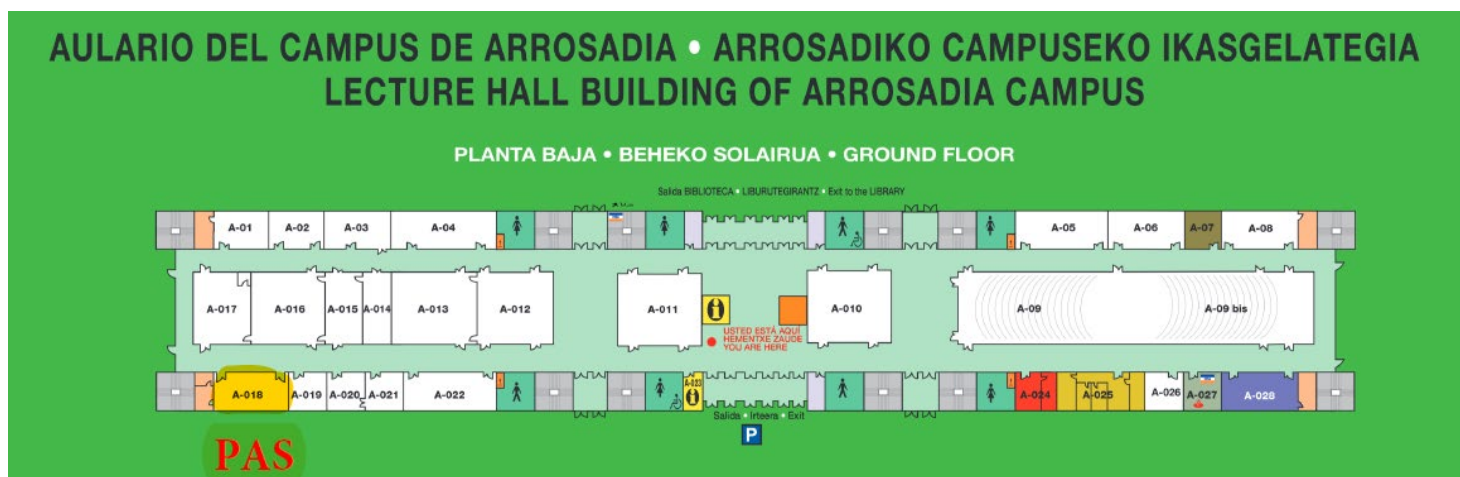 AULARIO DEL CAMPUS DE ARROSADIA • ARROSADIKO CAMPUSEKO IKASGELATEGIA
LECTURE HALL BUILDING OF ARROSADIA CAMPUS
PLANTA BAJA • BEHEKO SOLAIRUA • GROUND FLOOR
Salida BIBLIOTECA • LIBURUTEGIRANTZ • Exit to the LIBRARY
A-01 A-02 A-03 A-04 A-05 A-06 A-07 A-08
A-017 A-016 A-015 A-014 A-013 A-012 A-011 A-010 A-09 A-09 bis
USTED ESTÁ AQUÍ
HEMENTXE ZAUDE
YOU ARE HERE
A-018 A-019 A-020 A-021 A-022 A-023 A-024 A-025 A-026 A-027 A-028
Salida • Irteera • Exit
P
PAS